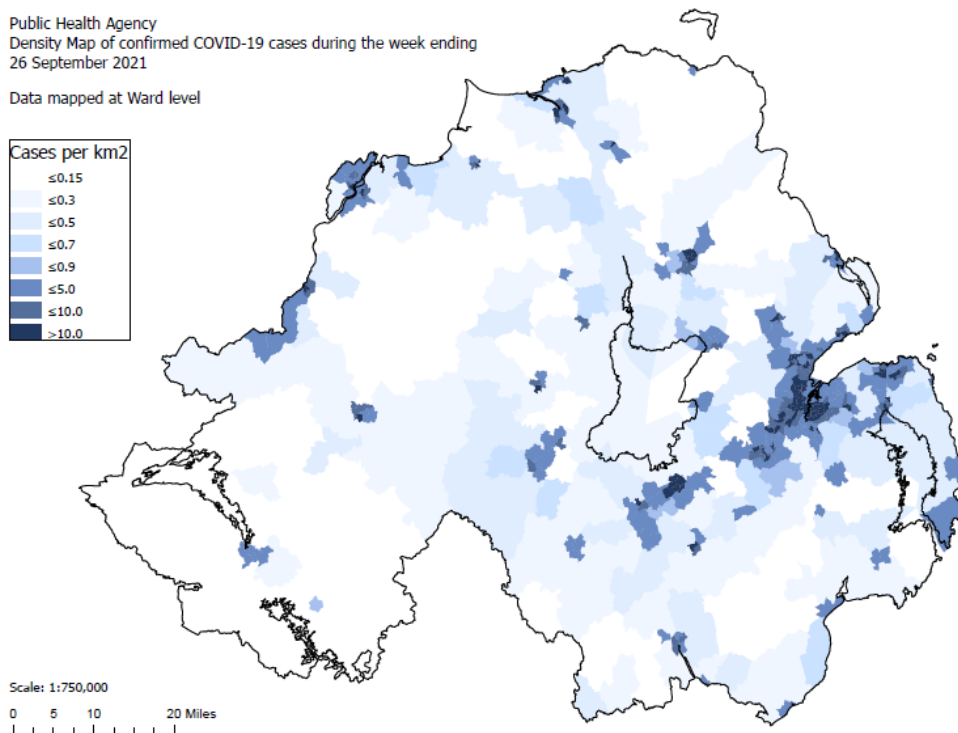 Public Health Agency
Density Map of confirmed COVID-19 cases during the week ending
26 September 2021
Data mapped at Ward level
Cases per km2
≤0.15
≤0.3
≤0.5
≤0.7
≤0.9
≤5.0
≤10.0
>10.0
Scale: 1:750,000
0 5 10 20 Miles